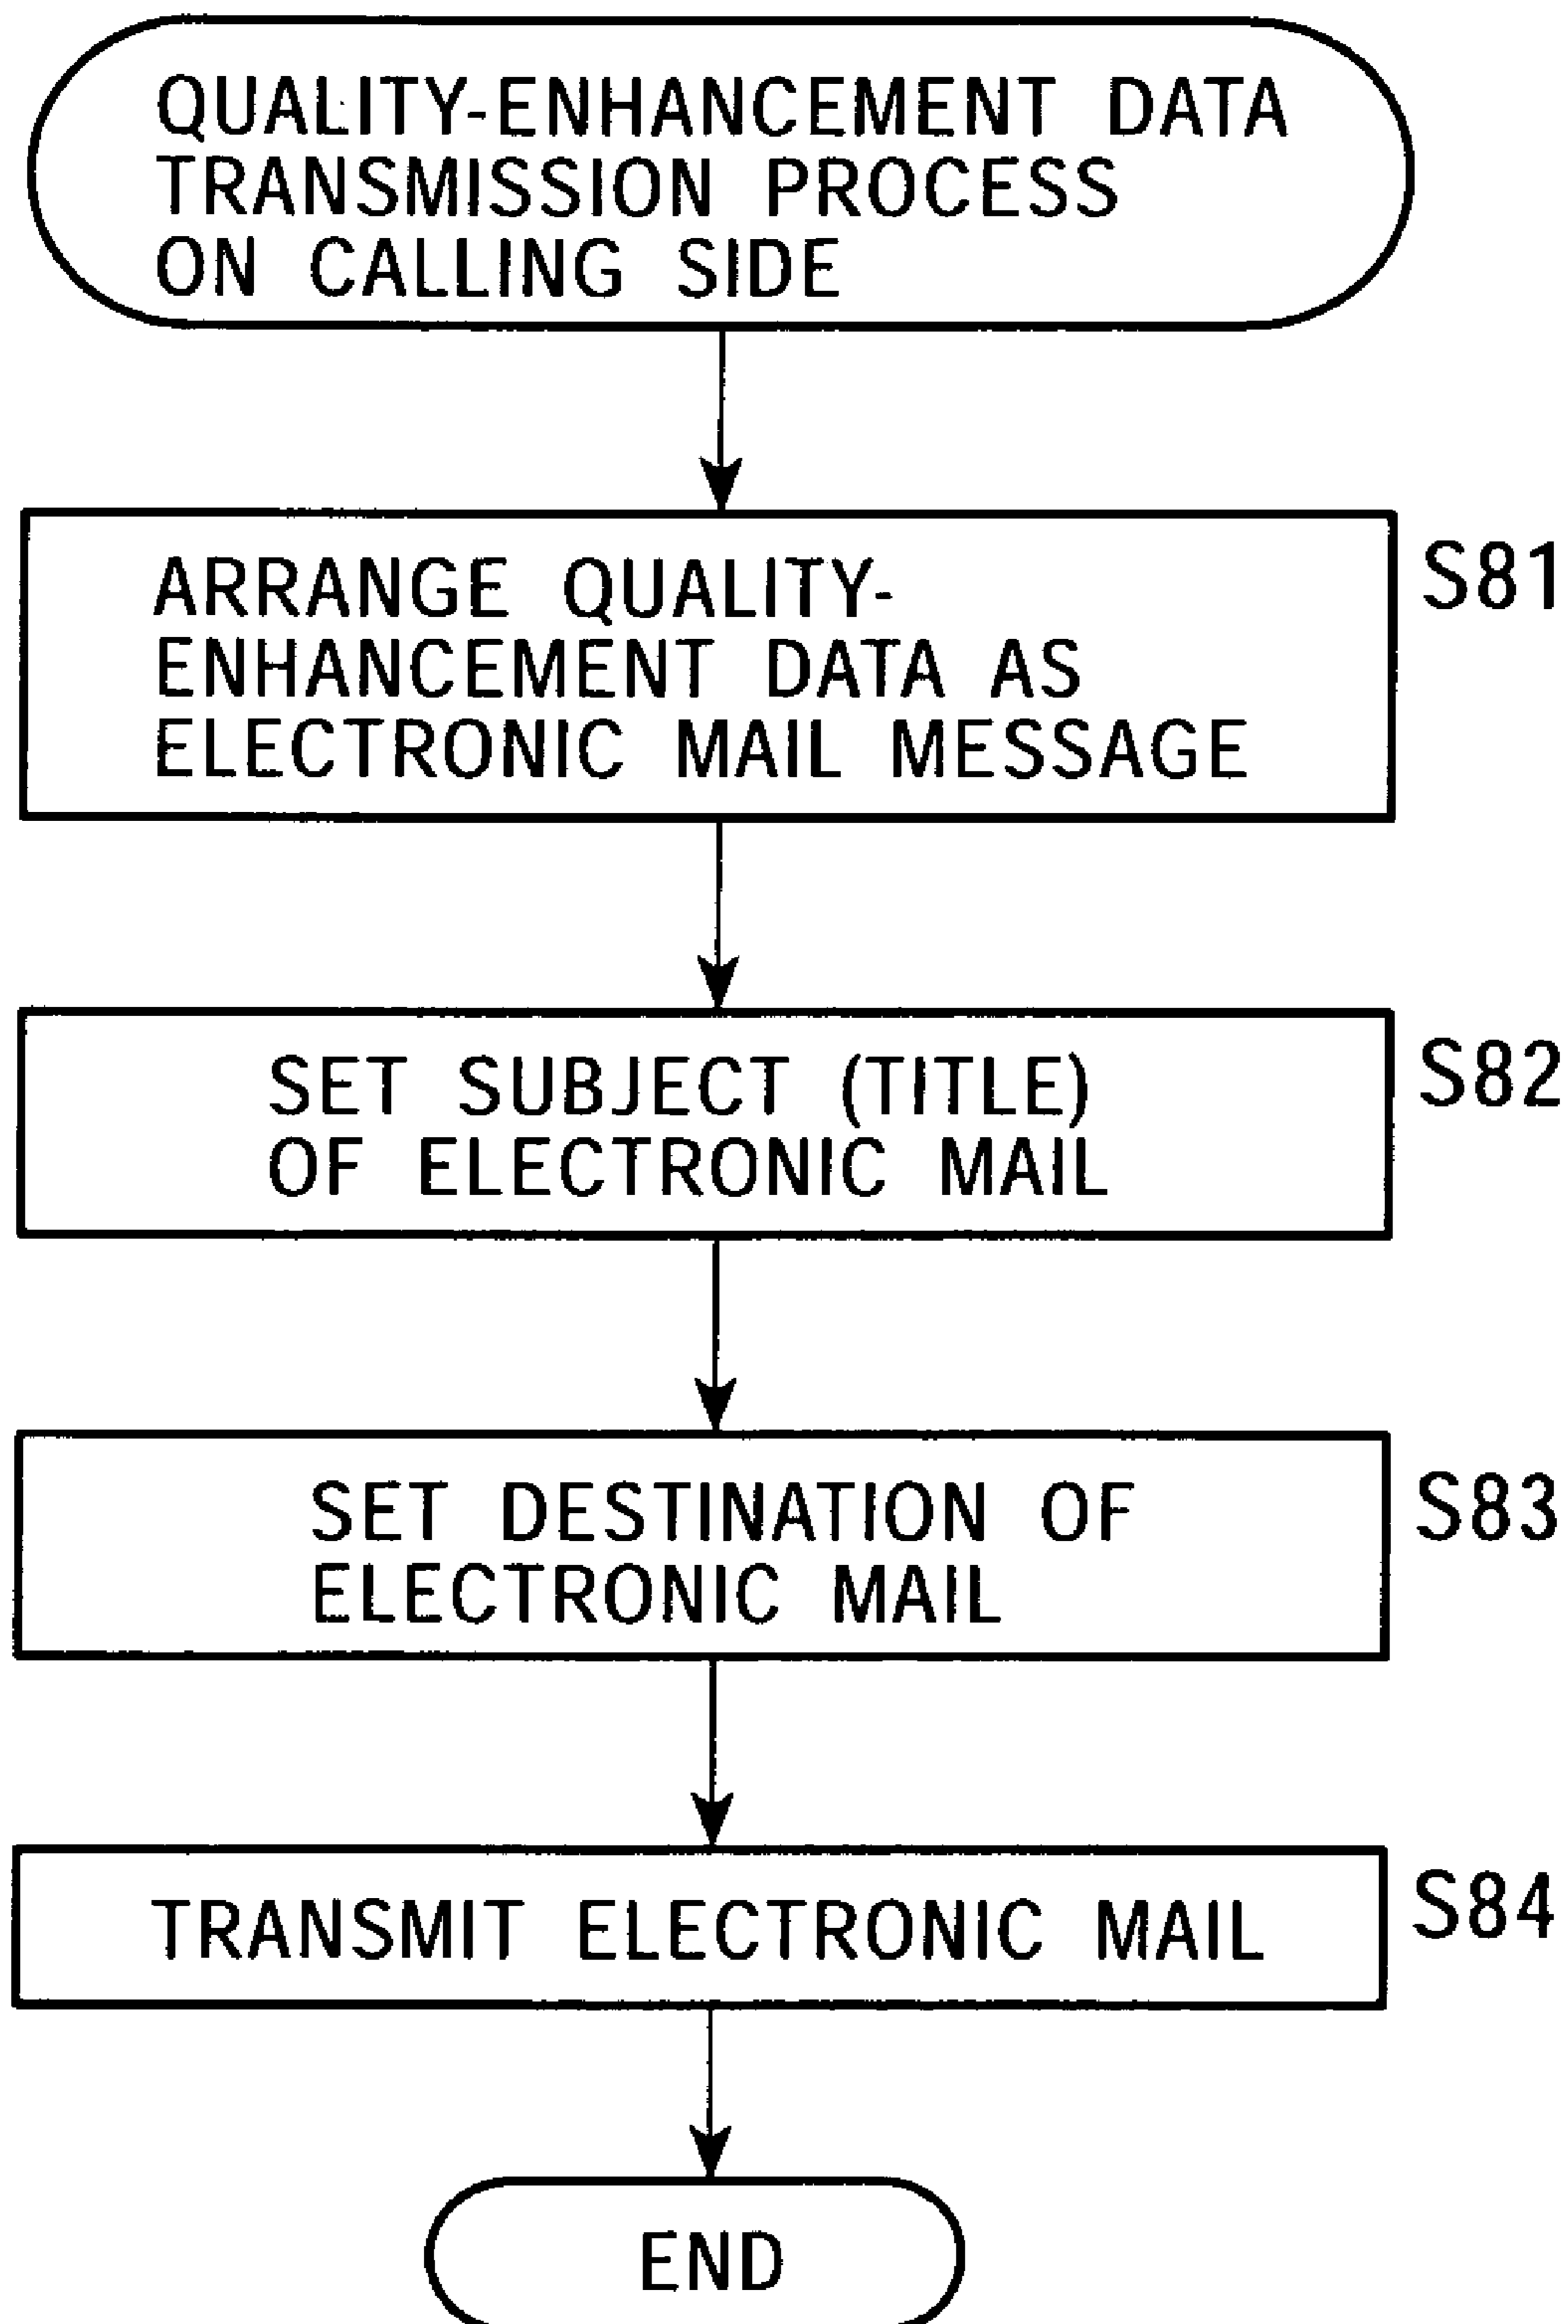 QUALITY-ENHANCEMENT DATA
TRANSMISSION PROCESS
ON CALLING SIDE
ARRANGE QUALITY-
ENHANCEMENT DATA AS
ELECTRONIC MAIL MESSAGE
S81
SET SUBJECT (TITLE)
OF ELECTRONIC MAIL
S82
SET DESTINATION OF
ELECTRONIC MAIL
S83
TRANSMIT ELECTRONIC MAIL
S84
END